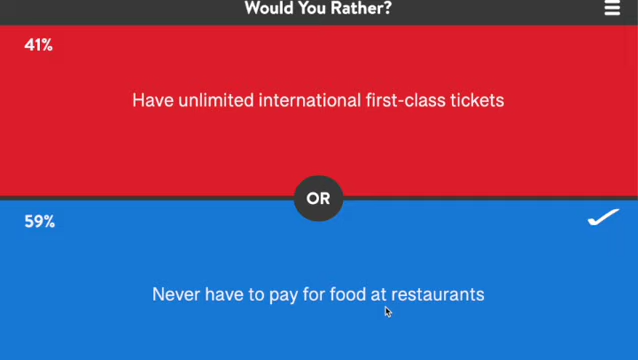 Would You Rather?
41%
Have unlimited international first-class tickets
OR
59%
Never have to pay for food at restaurants